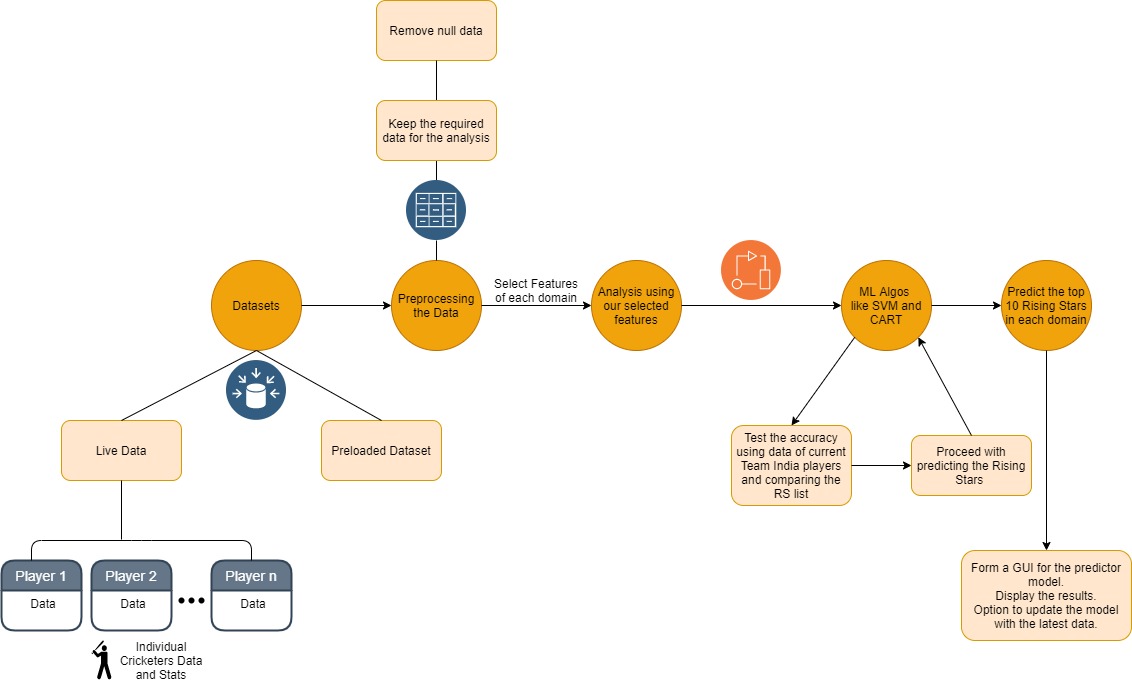 Remove null data
Keep the required
data for the analysis
Datasets
Preprocessing
the Data
Select Features
of each domain
Analysis using
our selected
features
ML Algos
like SVM and
CART
Predict the top
10 Rising Stars
in each domain
Live Data
Preloaded Dataset
Test the accuracy
using data of current
Team India players
and comparing the
RS list
Proceed with
predicting the Rising
Stars
Player 1
Data
Player 2
Data
Player n
Data
Individual
Cricketers Data
and Stats
Form a GUI for the predictor
model.
Display the results.
Option to update the model
with the latest data.